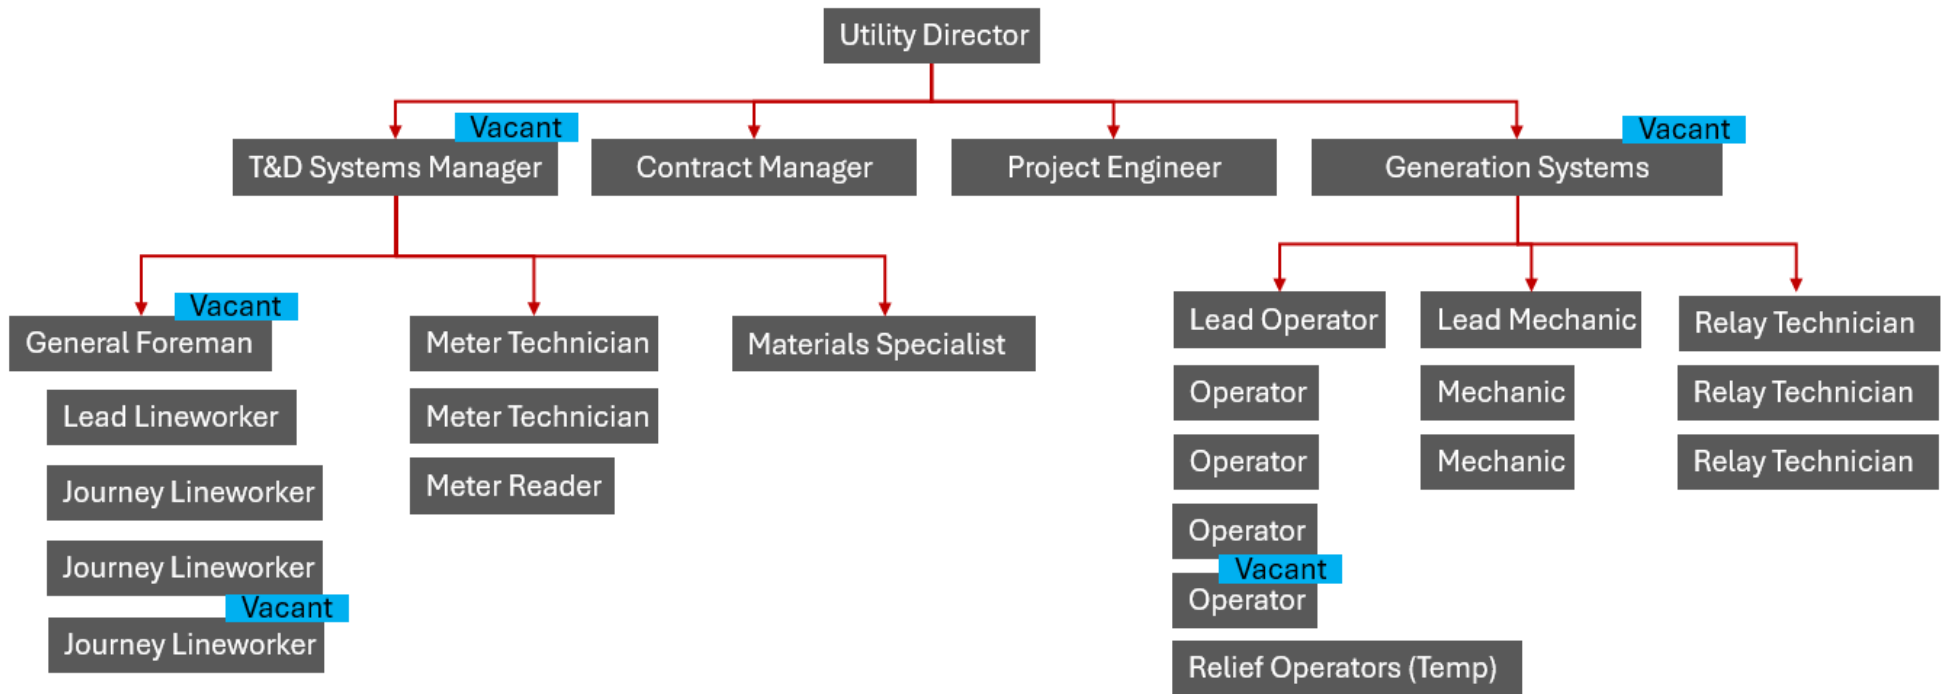 Utility Director
Vacant
T&D Systems Manager
Contract Manager
Project Engineer
Vacant
Generation Systems
Vacant
General Foreman
Lead Lineworker
Journey Lineworker
Journey Lineworker
Vacant
Journey Lineworker
Meter Technician
Meter Technician
Meter Reader
Materials Specialist
Lead Operator
Operator
Operator
Operator
Vacant
Operator
Relief Operators (Temp)
Lead Mechanic
Mechanic
Mechanic
Relay Technician
Relay Technician
Relay Technician